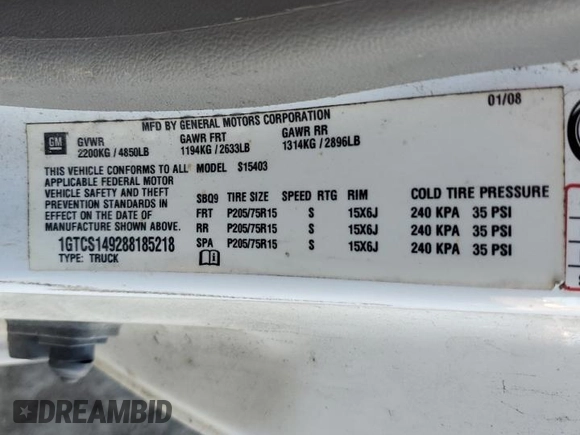 MFD BY GENERAL MOTORS CORPORATION 01/08
GM GVWR GAWR FRT GAWR RR
2200KG / 4850LB 1194KG / 2633LB 1314KG / 2896LB
THIS VEHICLE CONFORMS TO ALL MODEL S15403
APPLICABLE FEDERAL MOTOR
VEHICLE SAFETY AND THEFT
PREVENTION STANDARDS IN
EFFECT ON THE DATE OF
MANUFACTURE SHOWN ABOVE.
1GTCS149288185218
TYPE: TRUCK
SBQ9 TIRE SIZE SPEED RTG RIM COLD TIRE PRESSURE
FRT P205/75R15 S 15X6J 240 KPA 35 PSI
RR P205/75R15 S 15X6J 240 KPA 35 PSI
SPA P205/75R15 S 15X6J 240 KPA 35 PSI
DREAMBID